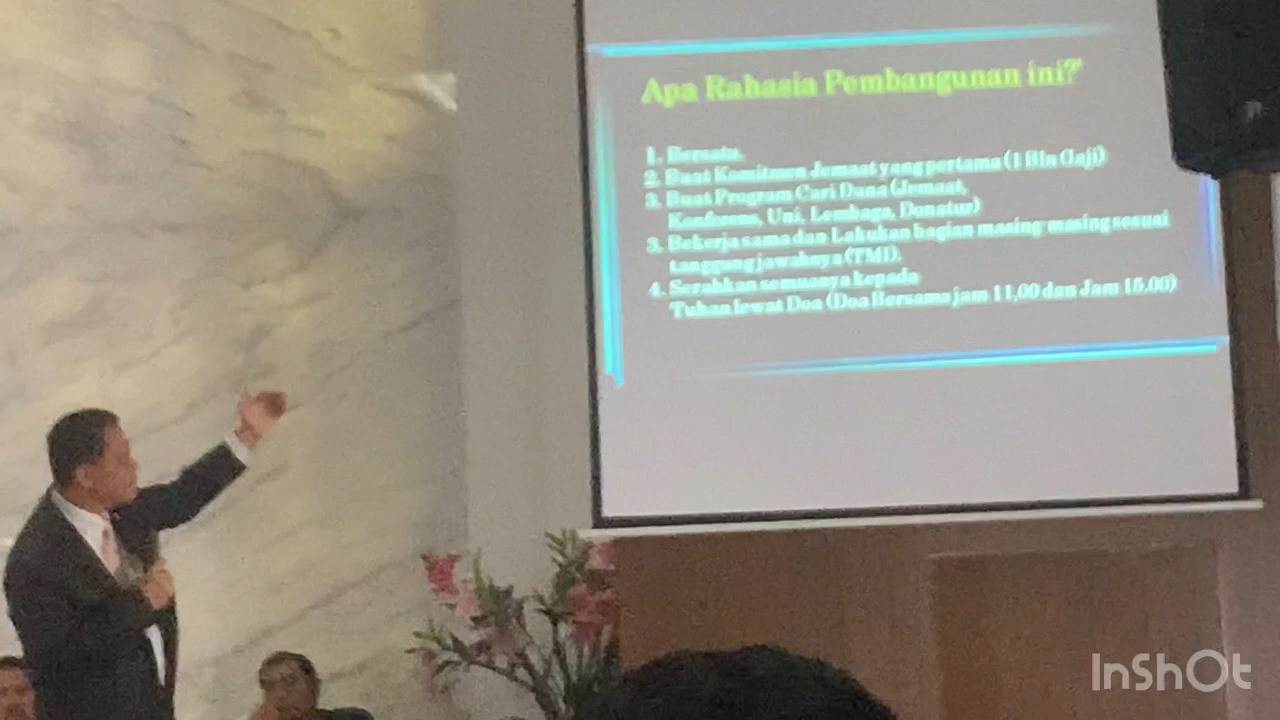 Apa Rahasia Pembangunan ini?"
1. Bersatu.
2. Buat Komitmen Jemaat yang pertama (1 Bln Gaji)
3. Buat Program Cari Dana (Jemaat,
Konferens, Uni, Lembaga, Donatur)
3. Bekerja sama dan Lakukan bagian masing-masing sesuai
tanggung jawabnya (TMI).
4. Serahkan semuanya kepada
Tuhan lewat Doa (Doa Bersama jam 11,00 dan Jam 15.00)
InShOt